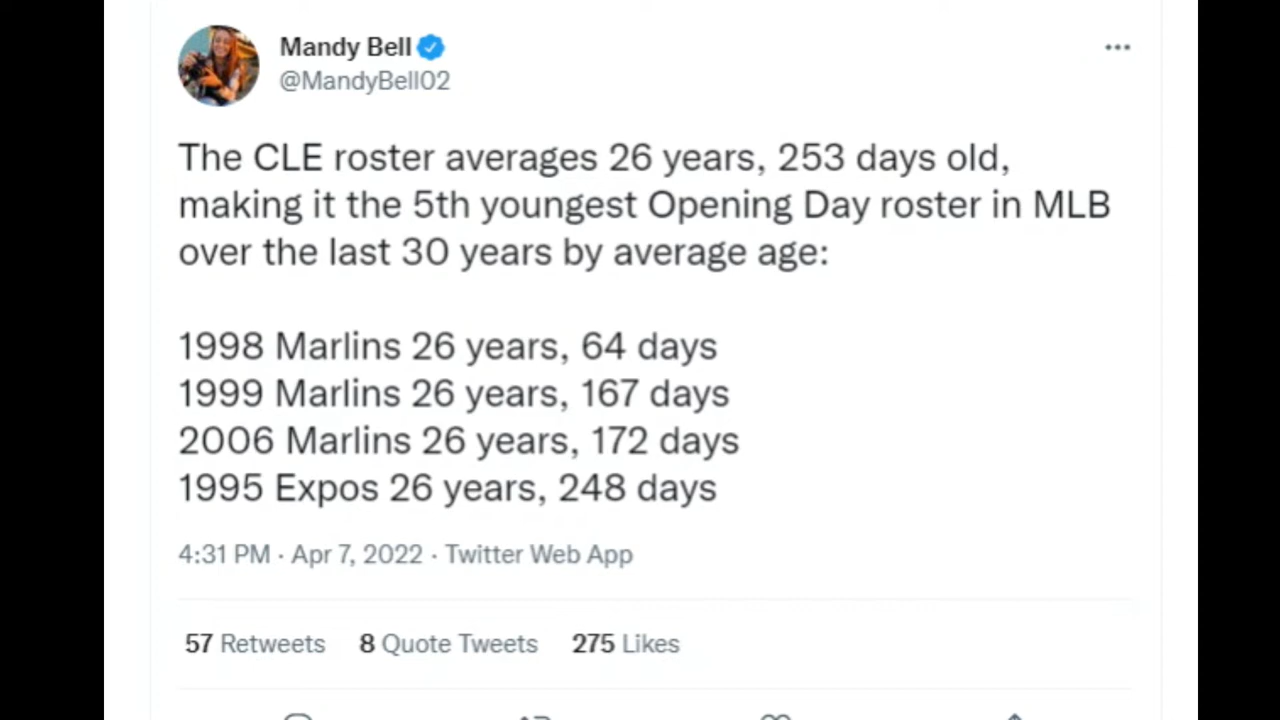 Mandy Bell
@MandyBell02
The CLE roster averages 26 years, 253 days old,
making it the 5th youngest Opening Day roster in MLB
over the last 30 years by average age:
1998 Marlins 26 years, 64 days
1999 Marlins 26 years, 167 days
2006 Marlins 26 years, 172 days
1995 Expos 26 years, 248 days
4:31 PM · Apr 7, 2022 · Twitter Web App
57 Retweets 8 Quote Tweets 275 Likes